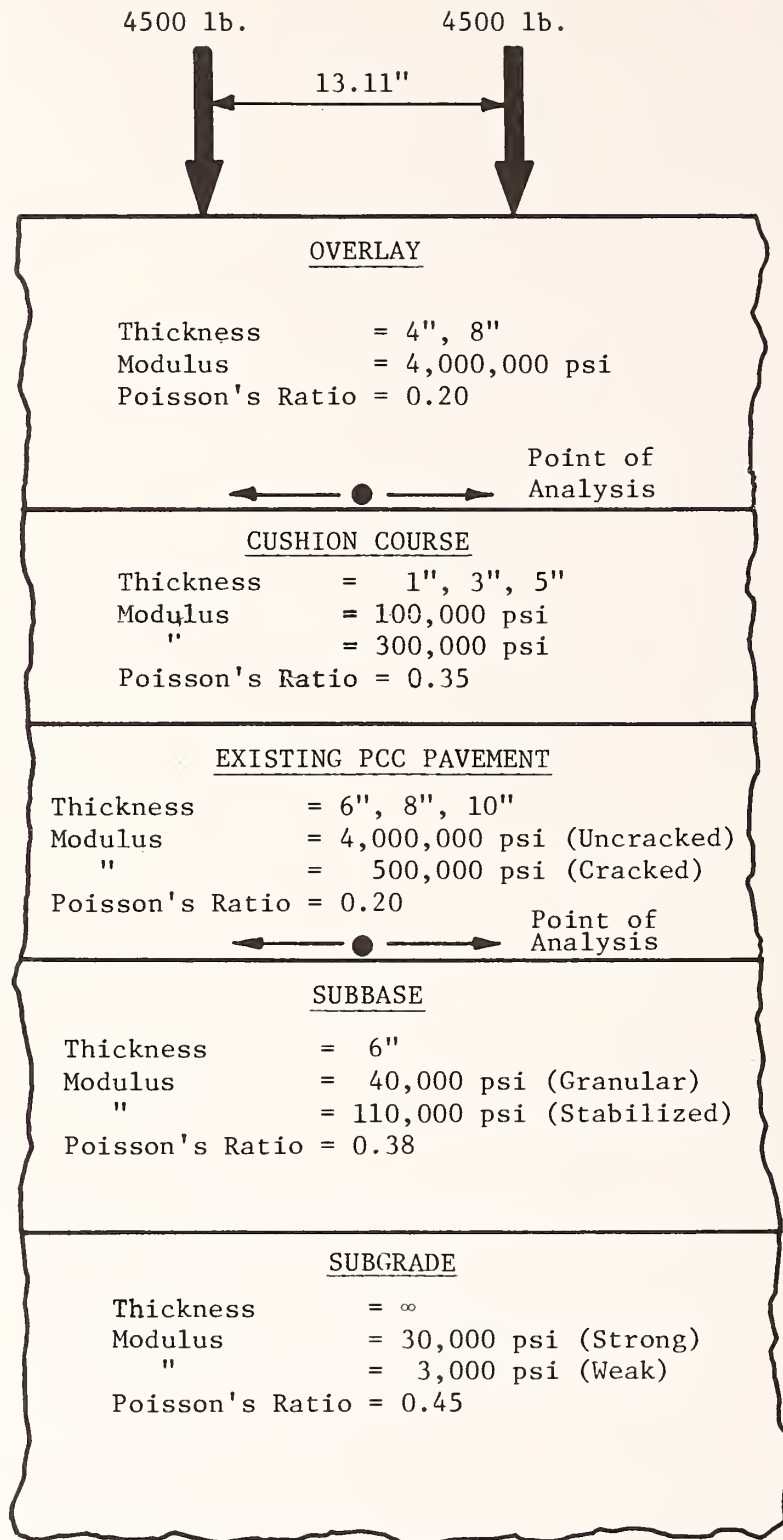 4500 lb. 4500 lb.
13.11"
OVERLAY
Thickness = 4", 8"
Modulus = 4,000,000 psi
Poisson's Ratio = 0.20
Point of
Analysis
CUSHION COURSE
Thickness = 1", 3", 5"
Modulus = 100,000 psi
" = 300,000 psi
Poisson's Ratio = 0.35
EXISTING PCC PAVEMENT
Thickness = 6", 8", 10"
Modulus = 4,000,000 psi (Uncracked)
" = 500,000 psi (Cracked)
Poisson's Ratio = 0.20
Point of
Analysis
SUBBASE
Thickness = 6"
Modulus = 40,000 psi (Granular)
" = 110,000 psi (Stabilized)
Poisson's Ratio = 0.38
SUBGRADE
Thickness = ∞
Modulus = 30,000 psi (Strong)
" = 3,000 psi (Weak)
Poisson's Ratio = 0.45